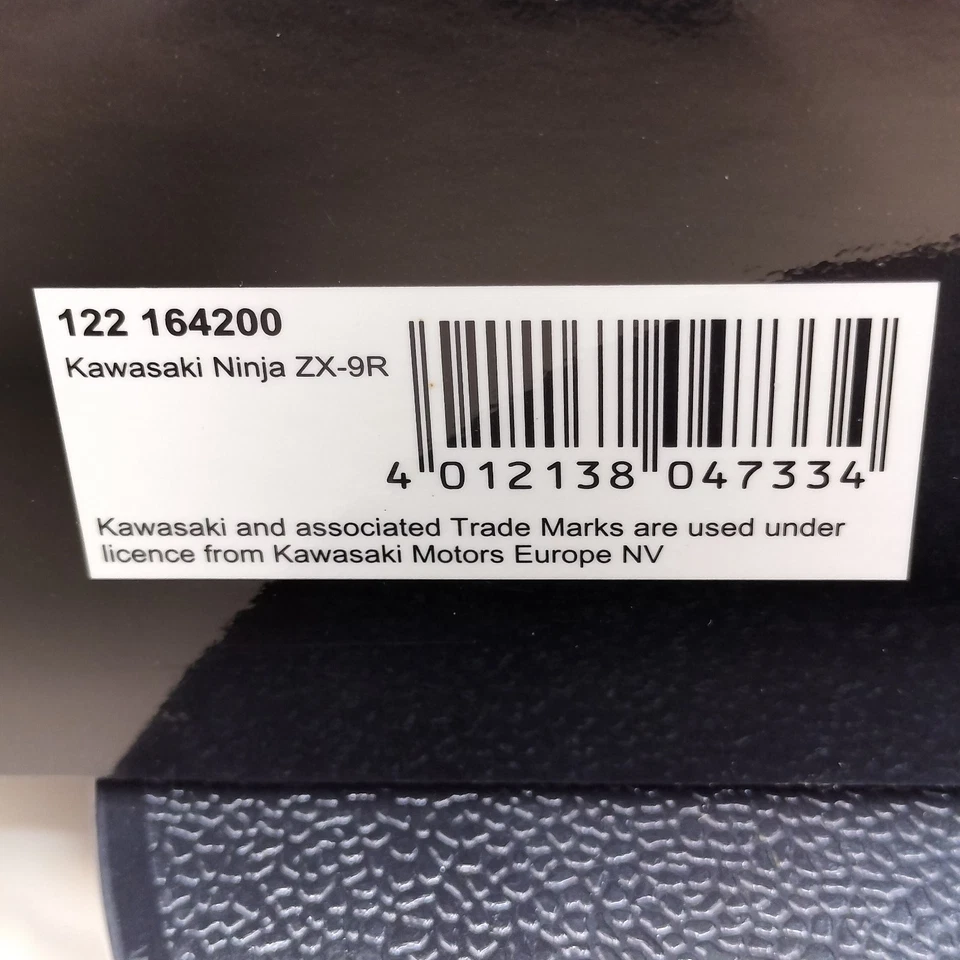 122 164200
Kawasaki Ninja ZX-9R
4 012138 047334
Kawasaki and associated Trade Marks are used under
licence from Kawasaki Motors Europe NV